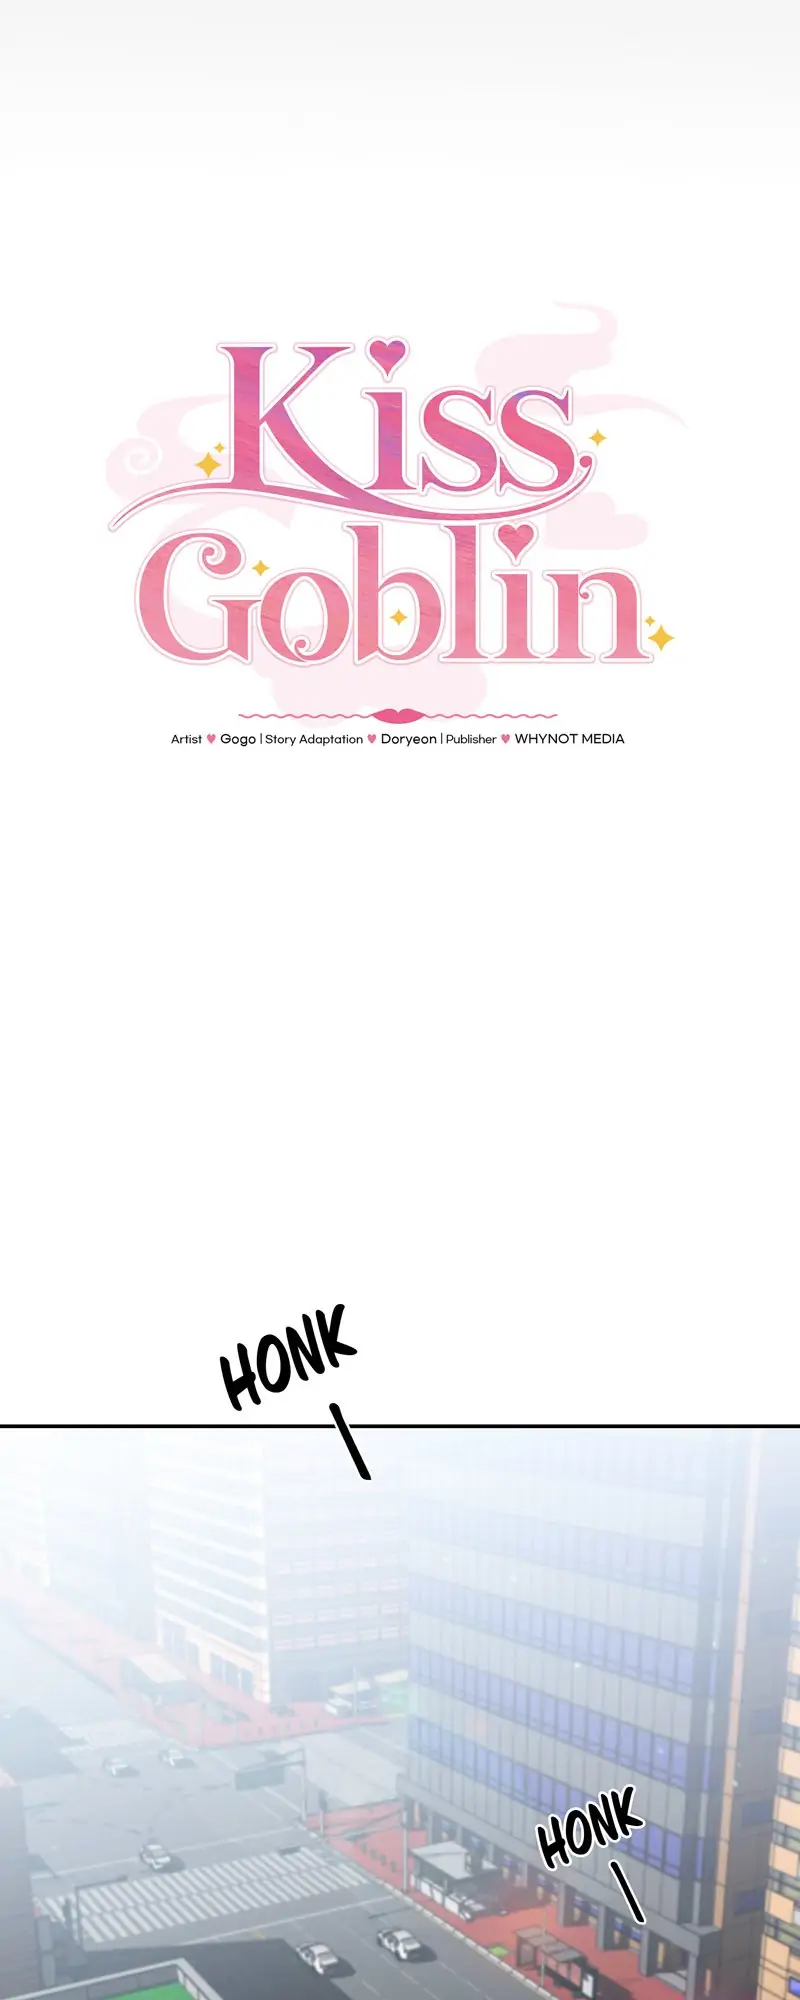 Kiss
Goblin
Artist ♥ Gogo | Story Adaptation ♥ Doryeon | Publisher ♥ WHYNOT MEDIA
HONK
HONK